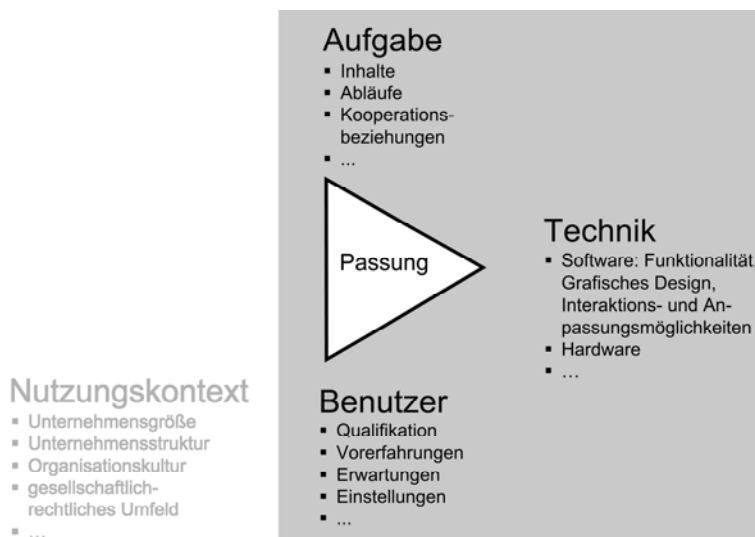 Aufgabe
▪ Inhalte
▪ Abläufe
▪ Kooperations-
beziehungen
▪ ...
Passung
Technik
▪ Software: Funktionalität,
Grafisches Design,
Interaktions- und An-
passungsmöglichkeiten
▪ Hardware
▪ ...
Benutzer
▪ Qualifikation
▪ Vorerfahrungen
▪ Erwartungen
▪ Einstellungen
▪ ...
Nutzungskontext
▪ Unternehmensgröße
▪ Unternehmensstruktur
▪ Organisationskultur
▪ gesellschaftlich-
rechtliches Umfeld
▪ ...